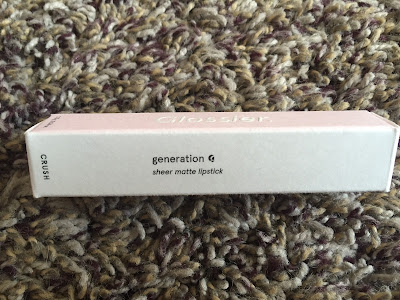 Glossier.
generation G
sheer matte lipstick
CRUSH